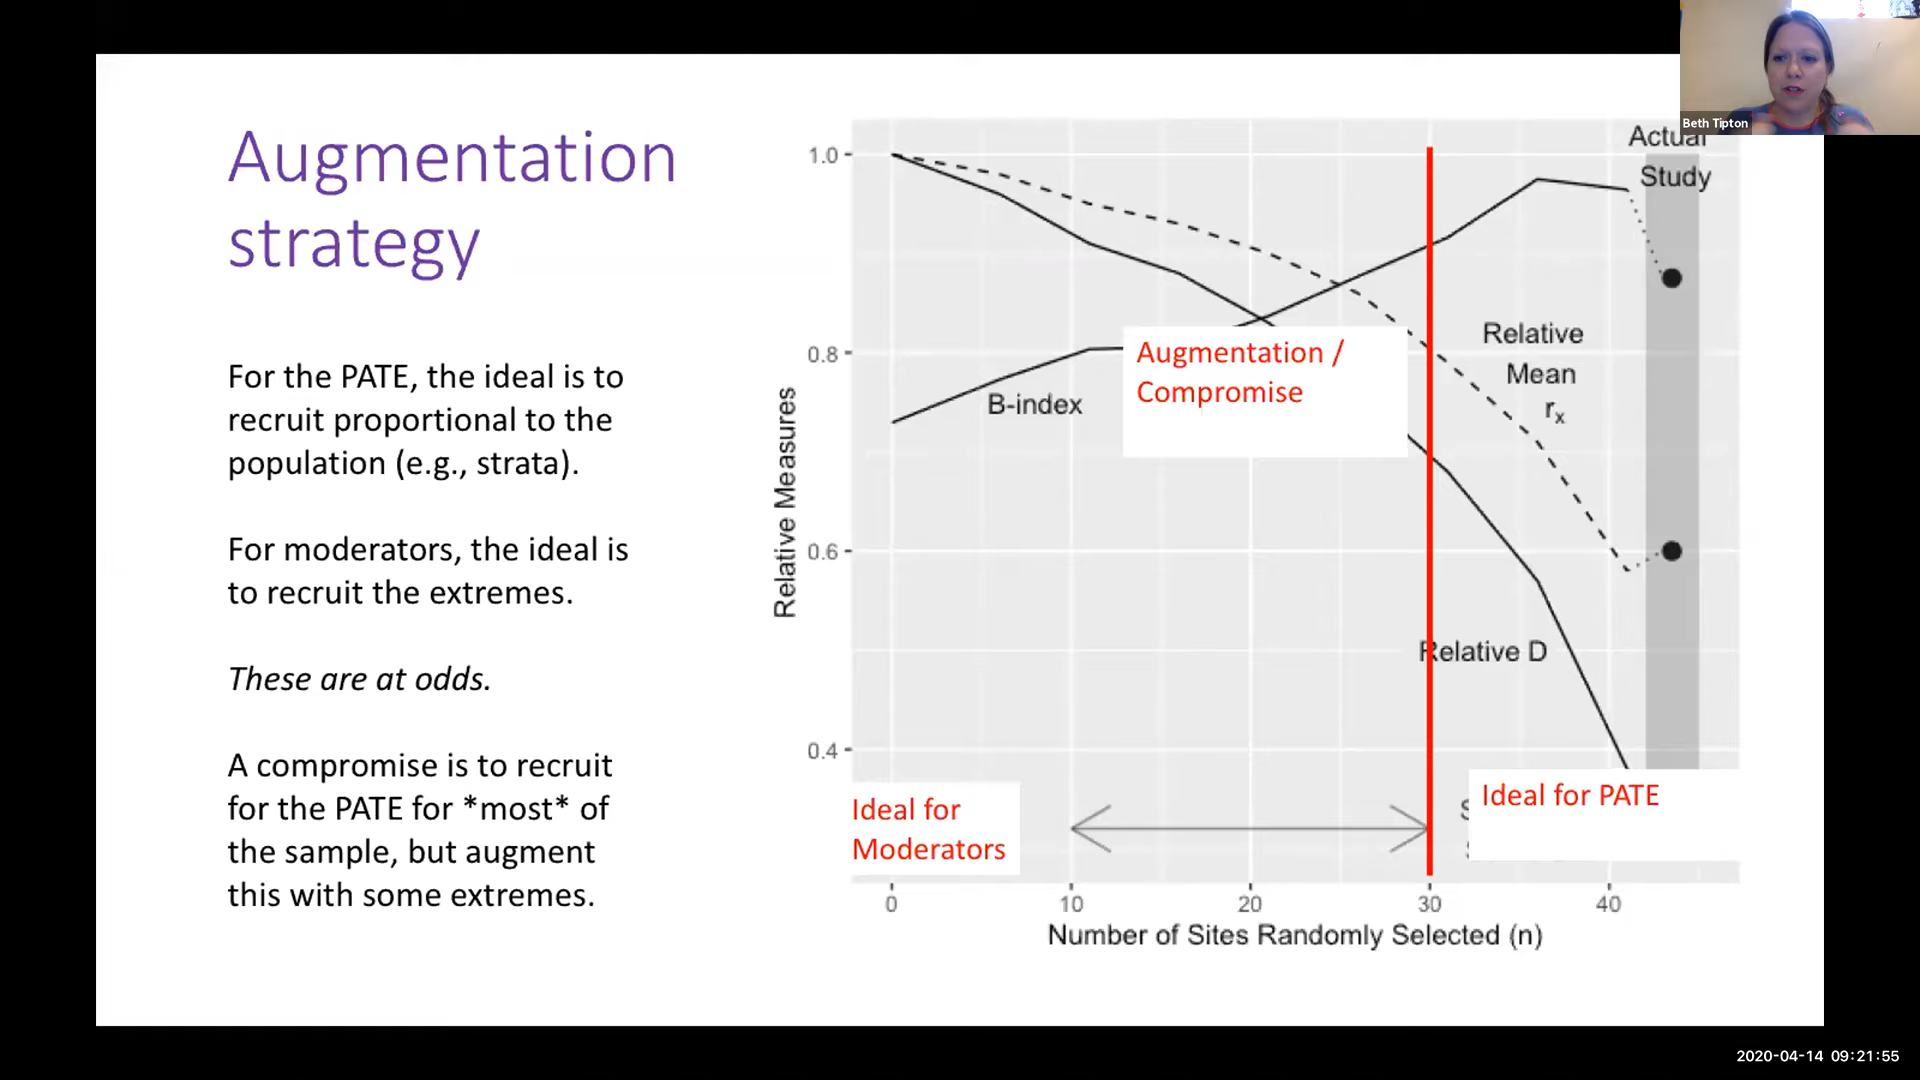 Beth Tipton
Augmentation
strategy
For the PATE, the ideal is to
recruit proportional to the
population (e.g., strata).
For moderators, the ideal is
to recruit the extremes.
These are at odds.
A compromise is to recruit
for the PATE for *most* of
the sample, but augment
this with some extremes.
Actual
Study
1.0
0.8
0.6
0.4
Relative Measures
B-index
Augmentation /
Compromise
Relative
Mean
rₓ
Relative D
Ideal for
Moderators
Ideal for PATE
0 10 20 30 40
Number of Sites Randomly Selected (n)
2020-04-14 09:21:55